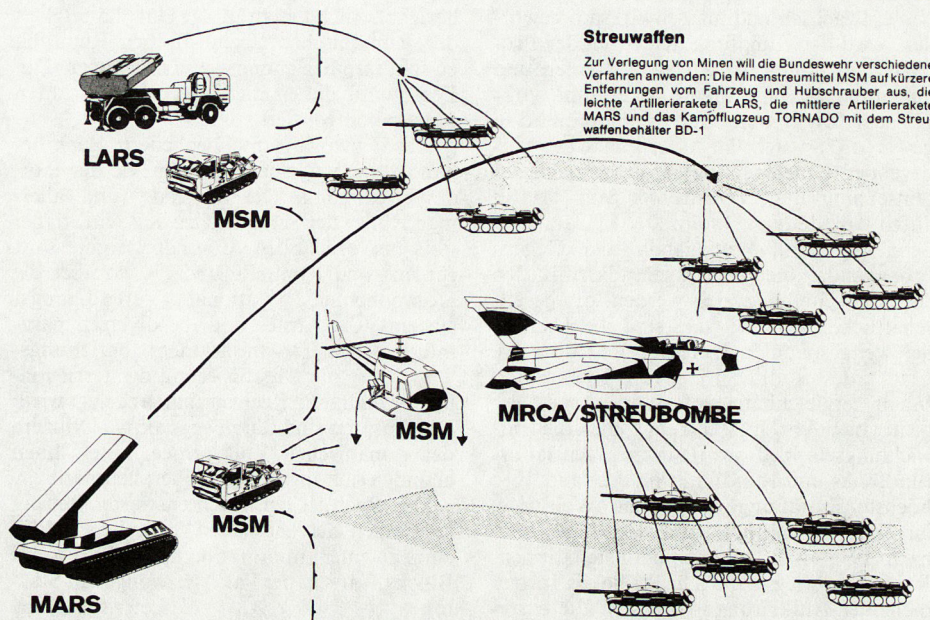 Streuwaffen
Zur Verlegung von Minen will die Bundeswehr verschiedene
Verfahren anwenden: Die Minenstreumittel MSM auf kürzere
Entfernungen vom Fahrzeug und Hubschrauber aus, die
leichte Artillerierakete LARS, die mittlere Artillerierakete
MARS und das Kampfflugzeug TORNADO mit dem Streu-
waffenbehälter BD-1
LARS
MSM
MRCA/STREUBOMBE
MSM
MSM
MARS